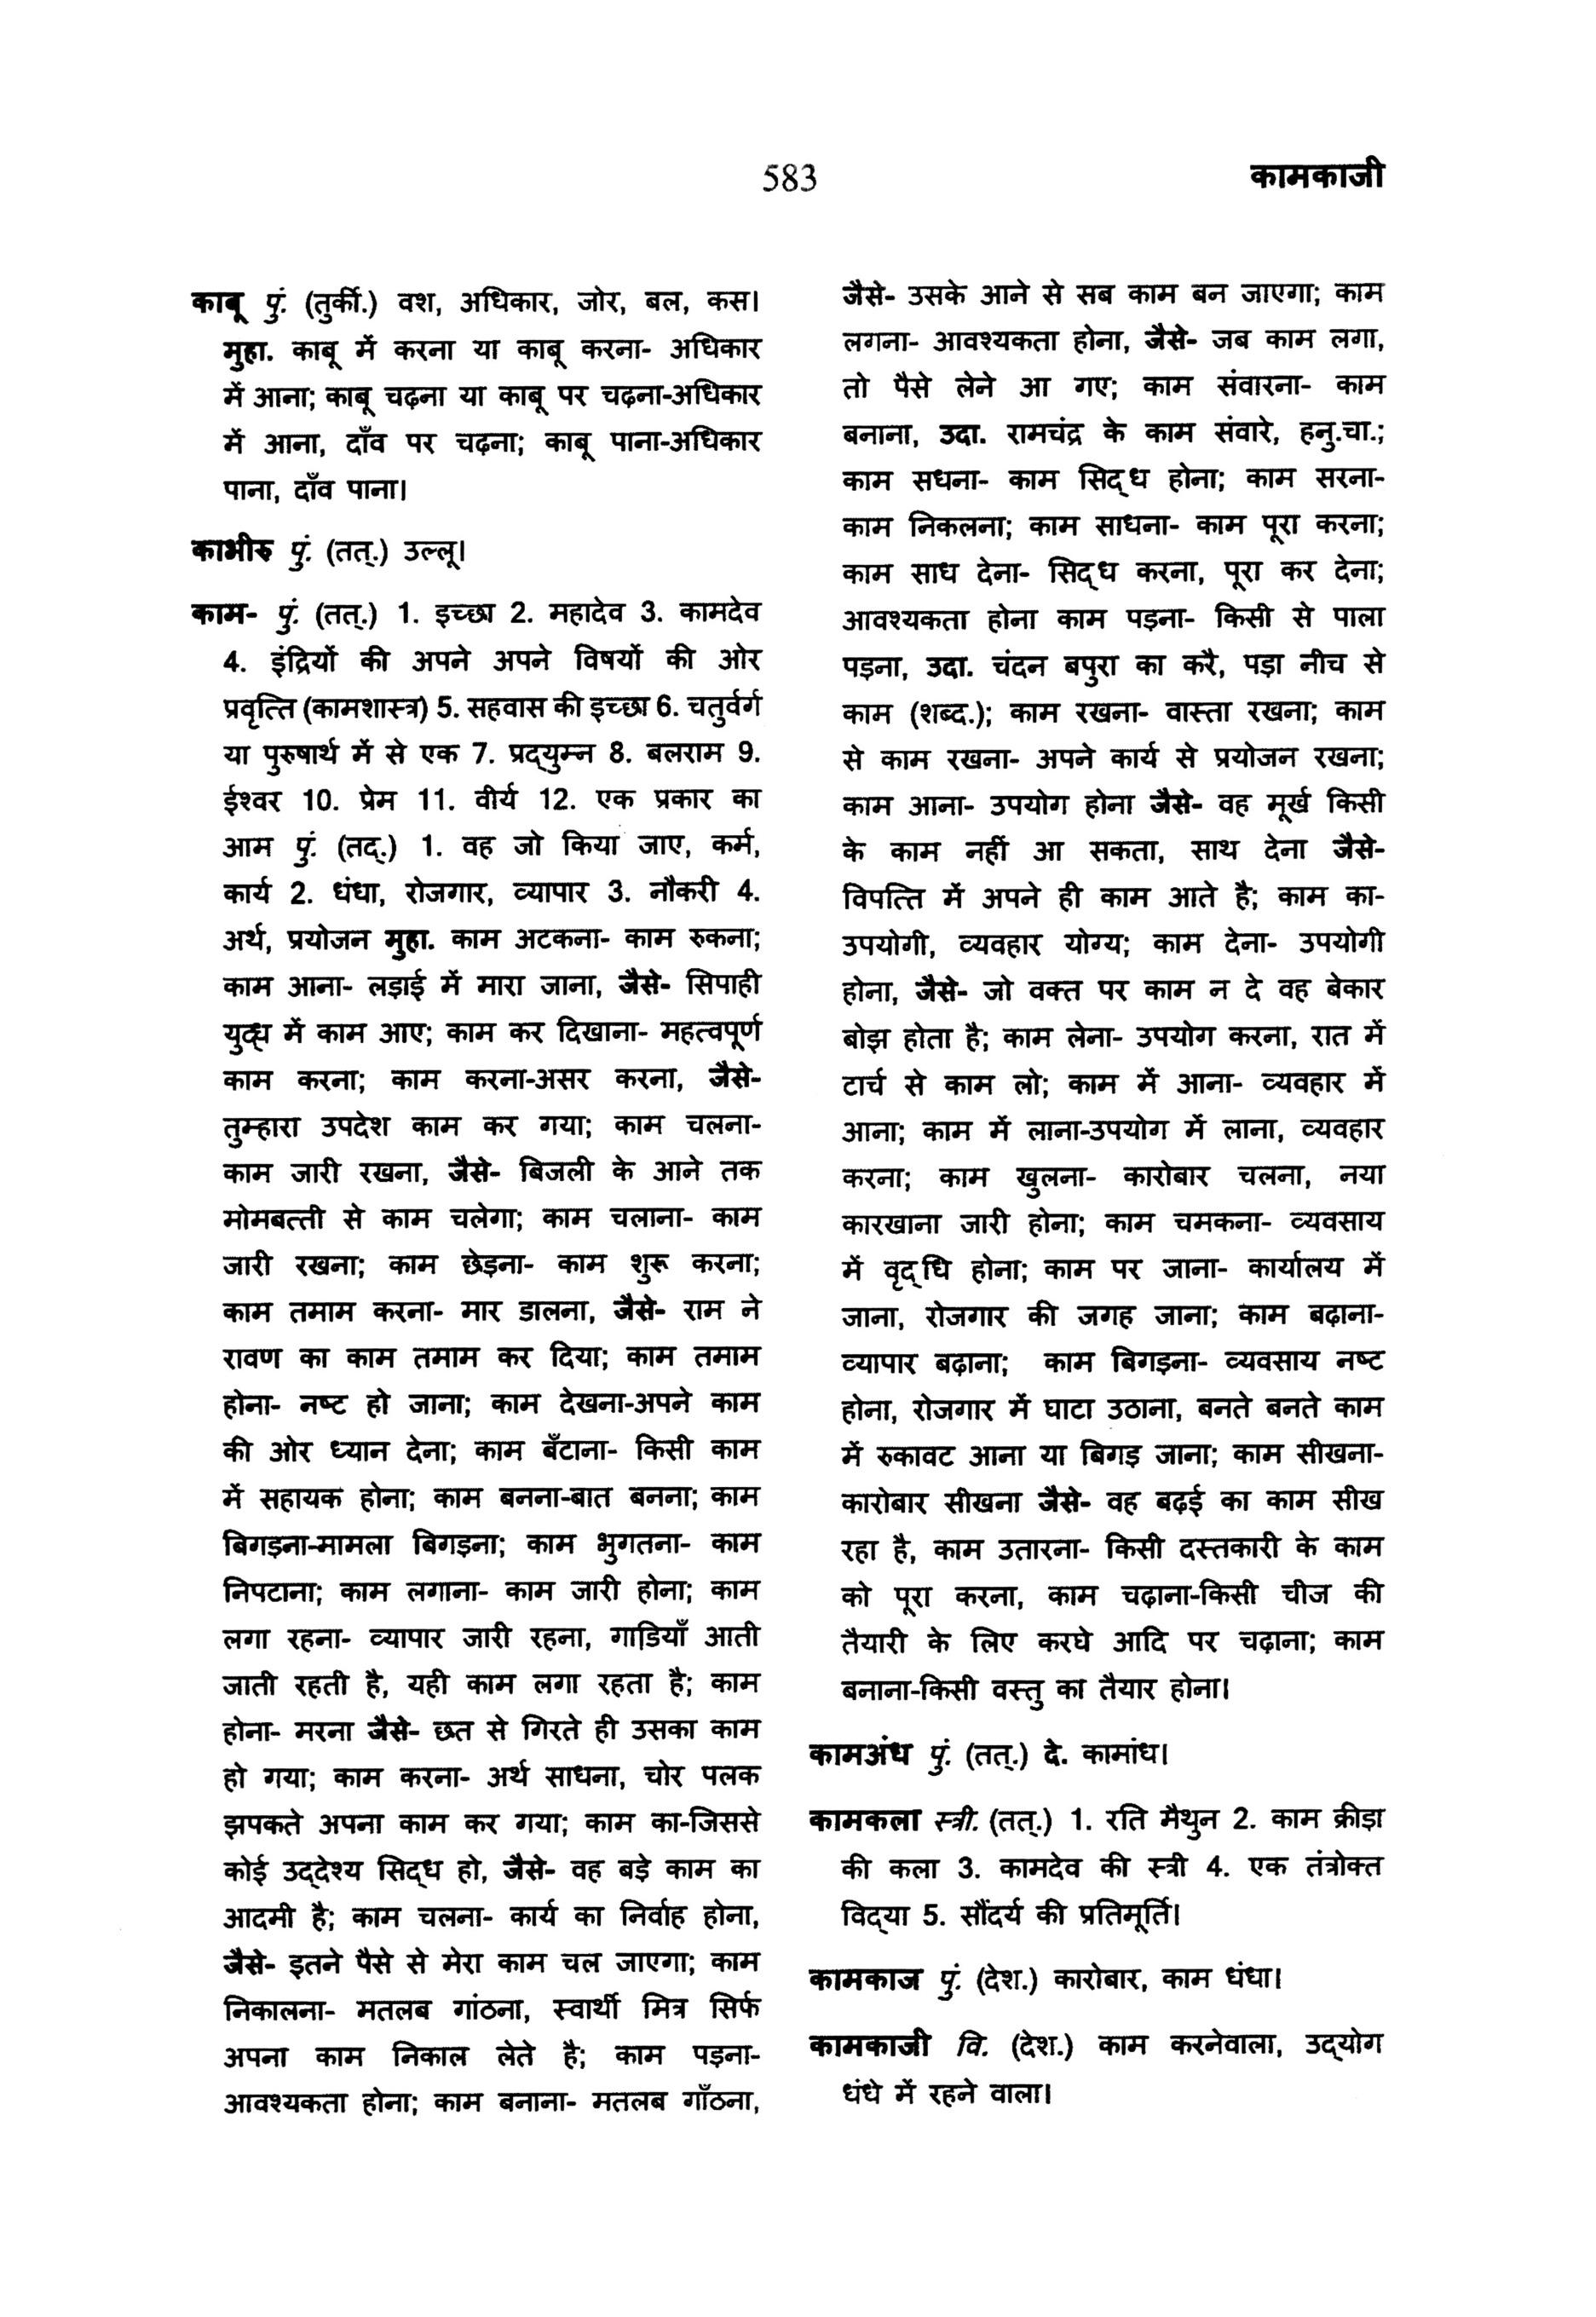 583
कामकाजी
काबू पुं. (तुर्की.) वश, अधिकार, जोर, बल, कस।
मुहा. काबू में करना या काबू करना- अधिकार
में आना; काबू चढ़ना या काबू पर चढ़ना-अधिकार
में आना, दाँव पर चढ़ना; काबू पाना-अधिकार
पाना, दाँव पाना।
काभीरु पुं. (तत्.) उल्लू।
काम- पुं. (तत्.) 1. इच्छा 2. महादेव 3. कामदेव
4. इंद्रियों की अपने अपने विषयों की ओर
प्रवृत्ति (कामशास्त्र) 5. सहवास की इच्छा 6. चतुर्वर्ग
या पुरुषार्थ में से एक 7. प्रद्युम्न 8. बलराम 9.
ईश्वर 10. प्रेम 11. वीर्य 12. एक प्रकार का
आम पुं. (तद्.) 1. वह जो किया जाए, कर्म,
कार्य 2. धंधा, रोजगार, व्यापार 3. नौकरी 4.
अर्थ, प्रयोजन मुहा. काम अटकना- काम रुकना;
काम आना- लड़ाई में मारा जाना, जैसे- सिपाही
युद्ध में काम आए; काम कर दिखाना- महत्वपूर्ण
काम करना; काम करना-असर करना, जैसे-
तुम्हारा उपदेश काम कर गया; काम चलना-
काम जारी रखना, जैसे- बिजली के आने तक
मोमबत्ती से काम चलेगा; काम चलाना- काम
जारी रखना; काम छेड़ना- काम शुरू करना;
काम तमाम करना- मार डालना, जैसे- राम ने
रावण का काम तमाम कर दिया; काम तमाम
होना- नष्ट हो जाना; काम देखना-अपने काम
की ओर ध्यान देना; काम बँटाना- किसी काम
में सहायक होना; काम बनना-बात बनना; काम
बिगड़ना-मामला बिगड़ना; काम भुगतना- काम
निपटाना; काम लगाना- काम जारी होना; काम
लगा रहना- व्यापार जारी रहना, गाडि़याँ आती
जाती रहती है, यही काम लगा रहता है; काम
होना- मरना जैसे- छत से गिरते ही उसका काम
हो गया; काम करना- अर्थ साधना, चोर पलक
झपकते अपना काम कर गया; काम का-जिससे
कोई उद्देश्य सिद्ध हो, जैसे- वह बड़े काम का
आदमी है; काम चलना- कार्य का निर्वाह होना,
जैसे- इतने पैसे से मेरा काम चल जाएगा; काम
निकालना- मतलब गांठना, स्वार्थी मित्र सिर्फ
अपना काम निकाल लेते है; काम पड़ना-
आवश्यकता होना; काम बनाना- मतलब गाँठना,
जैसे- उसके आने से सब काम बन जाएगा; काम
लगना- आवश्यकता होना, जैसे- जब काम लगा,
तो पैसे लेने आ गए; काम संवारना- काम
बनाना, उदा. रामचंद्र के काम संवारे, हनु.चा.;
काम सधना- काम सिद्ध होना; काम सरना-
काम निकलना; काम साधना- काम पूरा करना;
काम साध देना- सिद्ध करना, पूरा कर देना;
आवश्यकता होना काम पड़ना- किसी से पाला
पड़ना, उदा. चंदन बपुरा का करै, पड़ा नीच से
काम (शब्द.); काम रखना- वास्ता रखना; काम
से काम रखना- अपने कार्य से प्रयोजन रखना;
काम आना- उपयोग होना जैसे- वह मूर्ख किसी
के काम नहीं आ सकता, साथ देना जैसे-
विपत्ति में अपने ही काम आते है; काम का-
उपयोगी, व्यवहार योग्य; काम देना- उपयोगी
होना, जैसे- जो वक्त पर काम न दे वह बेकार
बोझ होता है; काम लेना- उपयोग करना, रात में
टार्च से काम लो; काम में आना- व्यवहार में
आना; काम में लाना-उपयोग में लाना, व्यवहार
करना; काम खुलना- कारोबार चलना, नया
कारखाना जारी होना; काम चमकना- व्यवसाय
में वृद्धि होना; काम पर जाना- कार्यालय में
जाना, रोजगार की जगह जाना; काम बढ़ाना-
व्यापार बढ़ाना; काम बिगड़ना- व्यवसाय नष्ट
होना, रोजगार में घाटा उठाना, बनते बनते काम
में रुकावट आना या बिगड़ जाना; काम सीखना-
कारोबार सीखना जैसे- वह बढ़ई का काम सीख
रहा है, काम उतारना- किसी दस्तकारी के काम
को पूरा करना, काम चढ़ाना-किसी चीज की
तैयारी के लिए करघे आदि पर चढ़ाना; काम
बनाना-किसी वस्तु का तैयार होना।
कामअंध पुं. (तत्.) दे. कामांध।
कामकला स्त्री. (तत्.) 1. रति मैथुन 2. काम क्रीड़ा
की कला 3. कामदेव की स्त्री 4. एक तंत्रोक्त
विद्या 5. सौंदर्य की प्रतिमूर्ति।
कामकाज पुं. (देश.) कारोबार, काम धंधा।
कामकाजी वि. (देश.) काम करनेवाला, उद्योग
धंधे में रहने वाला।